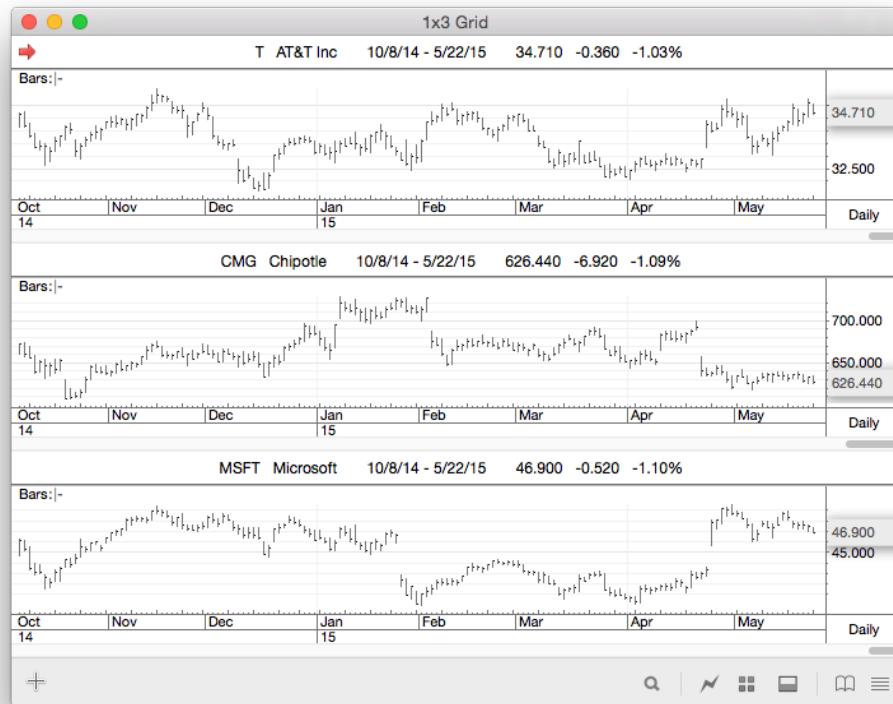 1x3 Grid
T AT&T Inc 10/8/14 - 5/22/15 34.710 -0.360 -1.03%
Bars:|-
34.710
32.500
Oct Nov Dec Jan Feb Mar Apr May Daily
14 15
CMG Chipotle 10/8/14 - 5/22/15 626.440 -6.920 -1.09%
Bars:|-
700.000
650.000
626.440
Oct Nov Dec Jan Feb Mar Apr May Daily
14 15
MSFT Microsoft 10/8/14 - 5/22/15 46.900 -0.520 -1.10%
Bars:|-
46.900
45.000
Oct Nov Dec Jan Feb Mar Apr May Daily
14 15